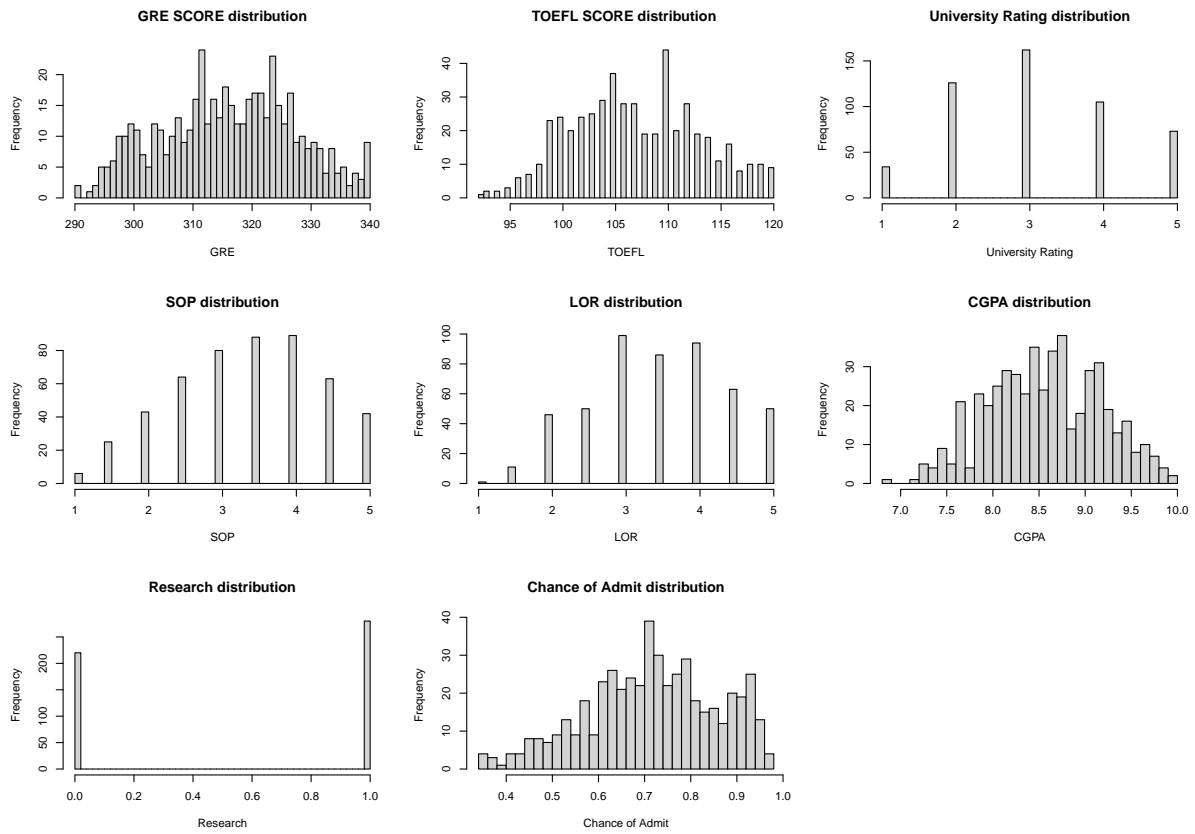 GRE SCORE distribution
Frequency
0 5 10 15 20
290 300 310 320 330 340
GRE
TOEFL SCORE distribution
Frequency
0 10 20 30 40
95 100 105 110 115 120
TOEFL
University Rating distribution
Frequency
0 50 100 150
1 2 3 4 5
University Rating
SOP distribution
Frequency
0 20 40 60 80
1 2 3 4 5
SOP
LOR distribution
Frequency
0 20 40 60 80 100
1 2 3 4 5
LOR
CGPA distribution
Frequency
0 10 20 30
7.0 7.5 8.0 8.5 9.0 9.5 10.0
CGPA
Research distribution
Frequency
0 50 100 200
0.0 0.2 0.4 0.6 0.8 1.0
Research
Chance of Admit distribution
Frequency
0 10 20 30 40
0.4 0.5 0.6 0.7 0.8 0.9 1.0
Chance of Admit